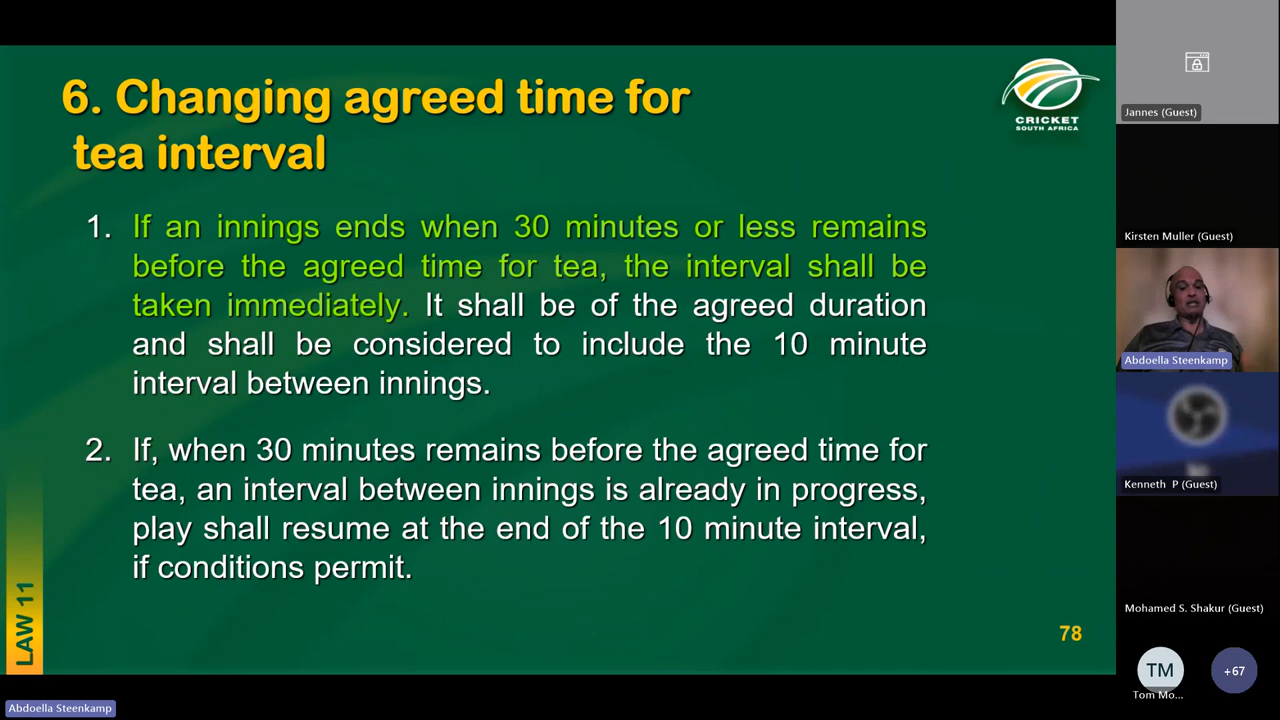 6. Changing agreed time for
tea interval
CRICKET
SOUTH AFRICA
1. If an innings ends when 30 minutes or less remains
before the agreed time for tea, the interval shall be
taken immediately. It shall be of the agreed duration
and shall be considered to include the 10 minute
interval between innings.
2. If, when 30 minutes remains before the agreed time for
tea, an interval between innings is already in progress,
play shall resume at the end of the 10 minute interval,
if conditions permit.
LAW 11
78
Abdoella Steenkamp
Jannes (Guest)
Kirsten Muller (Guest)
Abdoella Steenkamp
Kenneth P (Guest)
Mohamed S. Shakur (Guest)
TM
+67
Tom Mo...